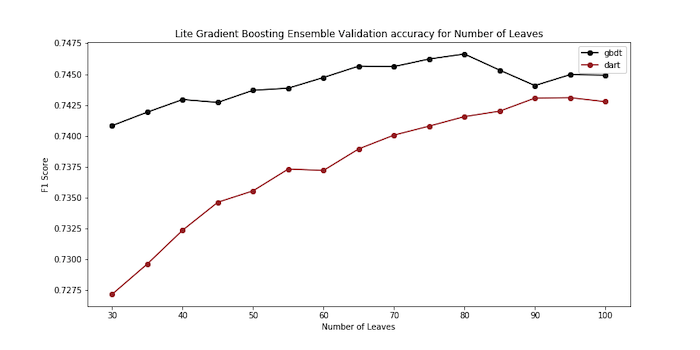 Lite Gradient Boosting Ensemble Validation accuracy for Number of Leaves
gbdt
dart
F1 Score
0.7475
0.7450
0.7425
0.7400
0.7375
0.7350
0.7325
0.7300
0.7275
30 40 50 60 70 80 90 100
Number of Leaves